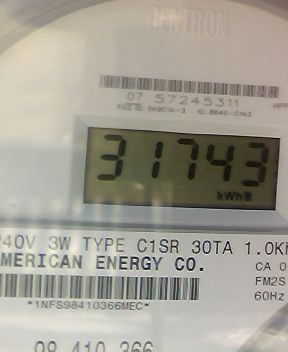 CENTRON
07 57245311
31743
kWh
240V 3W TYPE C1SR 30TA 1.0K
AMERICAN ENERGY CO.
CA 0
FM2S
*1NFS98410366MEC*
60Hz
98 410 366